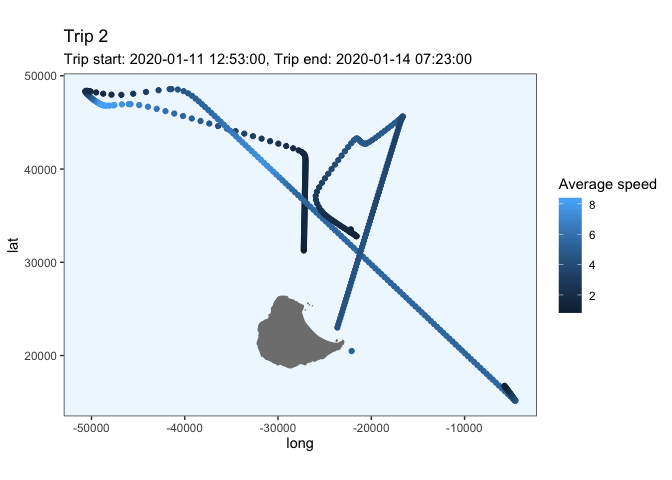 Trip 2
Trip start: 2020-01-11 12:53:00, Trip end: 2020-01-14 07:23:00
50000
40000
30000
20000
lat
-50000 -40000 -30000 -20000 -10000
long
Average speed
8
6
4
2